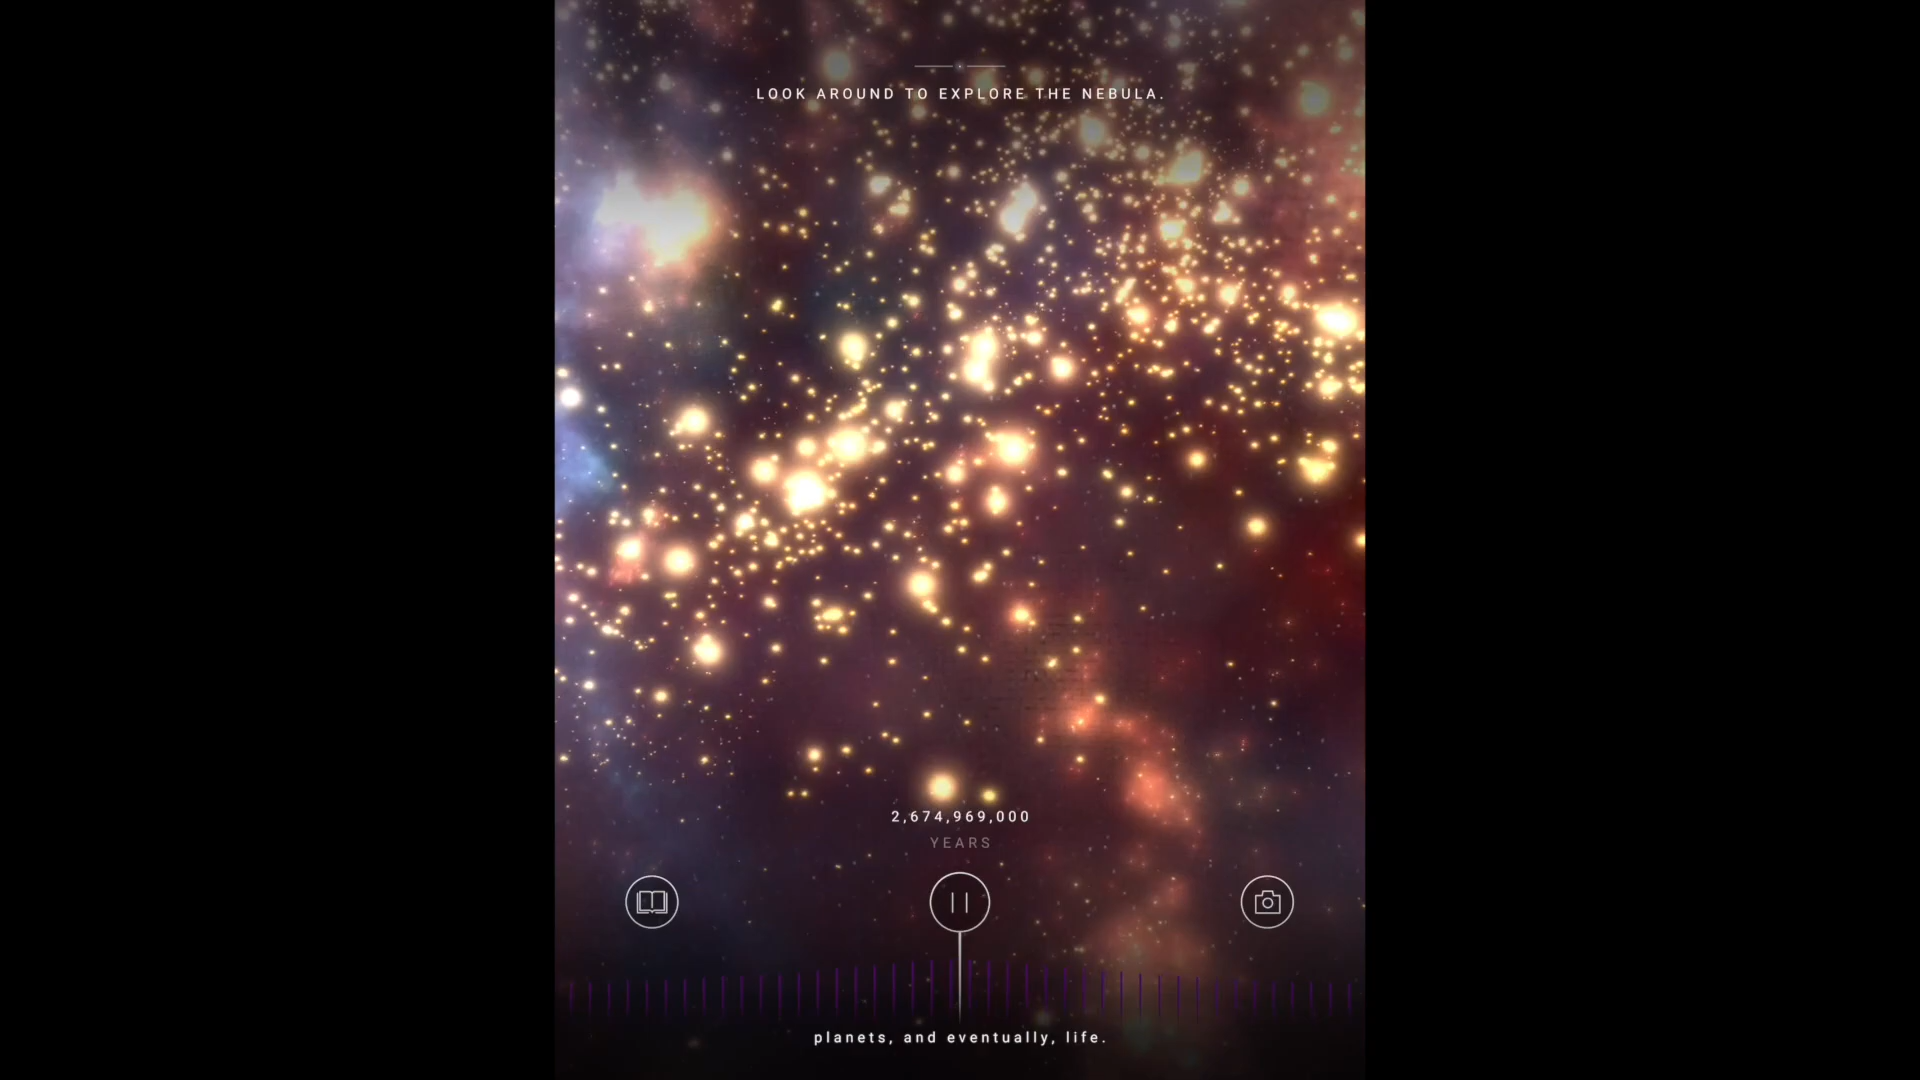 LOOK AROUND TO EXPLORE THE NEBULA.
2,674,969,000
YEARS
planets, and eventually, life.